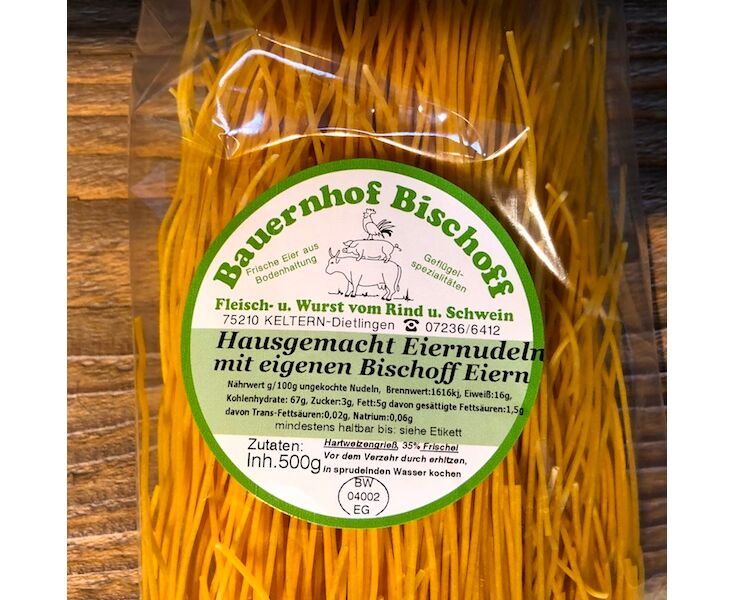 Bauernhof Bischoff
Frische Eier aus
Bodenhaltung
Geflügel-
spezialitäten
Fleisch- u. Wurst vom Rind u. Schwein
75210 KELTERN-Dietlingen ☎ 07236/6412
Hausgemacht Eiernudeln
mit eigenen Bischoff Eiern
Nährwert g/100g ungekochte Nudeln, Brennwert:1616kj, Eiweiß:16g,
Kohlenhydrate: 67g, Zucker:3g, Fett:5g davon gesättigte Fettsäuren:1,5g
davon Trans-Fettsäuren:0,02g, Natrium:0,06g
mindestens haltbar bis: siehe Etikett
Zutaten: Hartweizengrieß, 35% Frischei
Vor dem Verzehr durch erhitzen,
Inh.500g in sprudelnden Wasser kochen
BW
04002
EG